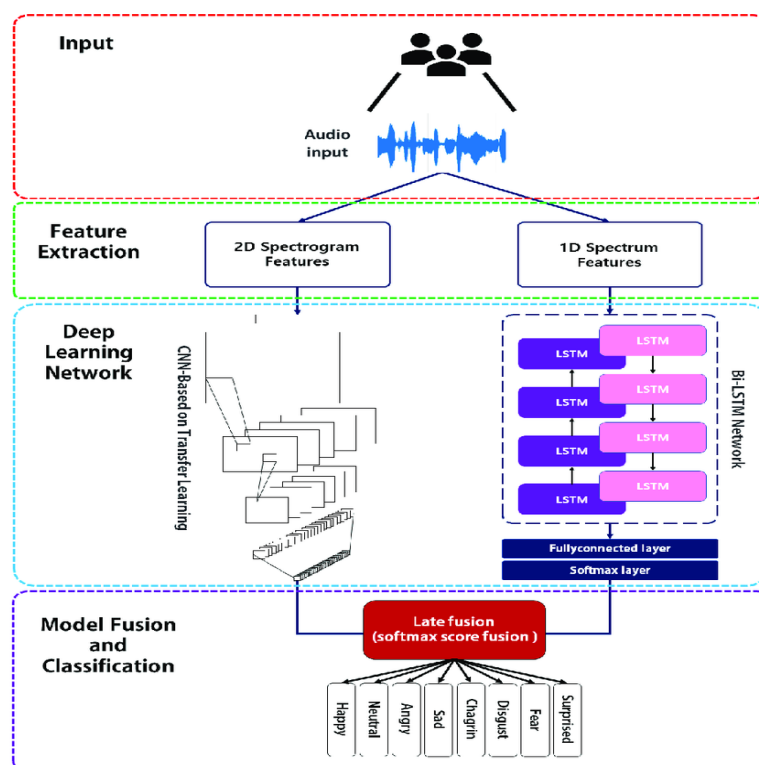 Input
Audio
input
Feature
Extraction
2D Spectrogram
Features
1D Spectrum
Features
Deep
Learning
Network
CNN-Based on Transfer Learning
LSTM
LSTM
LSTM
LSTM
LSTM
LSTM
LSTM
LSTM
Bi-LSTM Network
Fullyconnected layer
Softmax layer
Model Fusion
and
Classification
Late fusion
(softmax score fusion )
Happy
Neutral
Angry
Sad
Chagrin
Disgust
Fear
Surprised